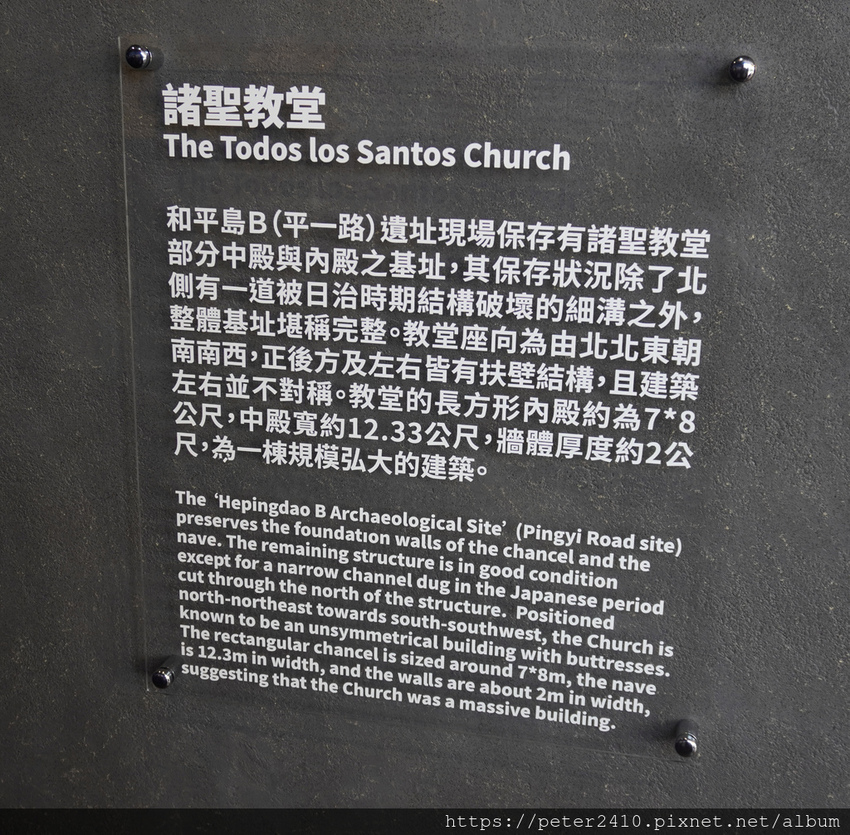 諸聖教堂
The Todos los Santos Church
和平島B（平一路）遺址現場保存有諸聖教堂
部分中殿與內殿之基址，其保存狀況除了北
側有一道被日治時期結構破壞的細溝之外，
整體基址堪稱完整。教堂座向為由北北東朝
南南西，正後方及左右皆有扶壁結構，且建築
左右並不對稱。教堂的長方形內殿約為7*8
公尺，中殿寬約12.33公尺，牆體厚度約2公
尺，為一棟規模弘大的建築。
The ‘Hepingdao B Archaeological Site’ (Pingyi Road site)
preserves the foundation walls of the chancel and the
nave. The remaining structure is in good condition
except for a narrow channel dug in the Japanese period
cut through the north of the structure. Positioned
north-northeast towards south-southwest, the Church is
known to be an unsymmetrical building with buttresses.
The rectangular chancel is sized around 7*8m, the nave
is 12.3m in width, and the walls are about 2m in width,
suggesting that the Church was a massive building.
https://peter2410.pixnet.net/album